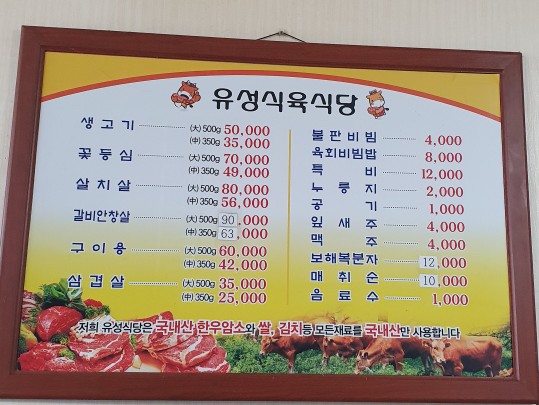 유성식육식당
생고기 (大) 500g 50,000
(中) 350g 35,000
꽃등심 (大) 500g 70,000
(中) 350g 49,000
살치살 (大) 500g 80,000
(中) 350g 56,000
갈비안창살 (大) 500g 90,000
(中) 350g 63,000
구이용 (大) 500g 60,000
(中) 350g 42,000
삼겹살 (大) 500g 35,000
(中) 350g 25,000
불판비빔 4,000
육회비빔밥 8,000
특비 12,000
누룽지 2,000
공기 1,000
잎새주 4,000
맥주 4,000
보해복분자 12,000
매취순 10,000
음료수 1,000
저희 유성식당은 국내산 한우암소와 쌀, 김치등 모든재료를 국내산만 사용합니다